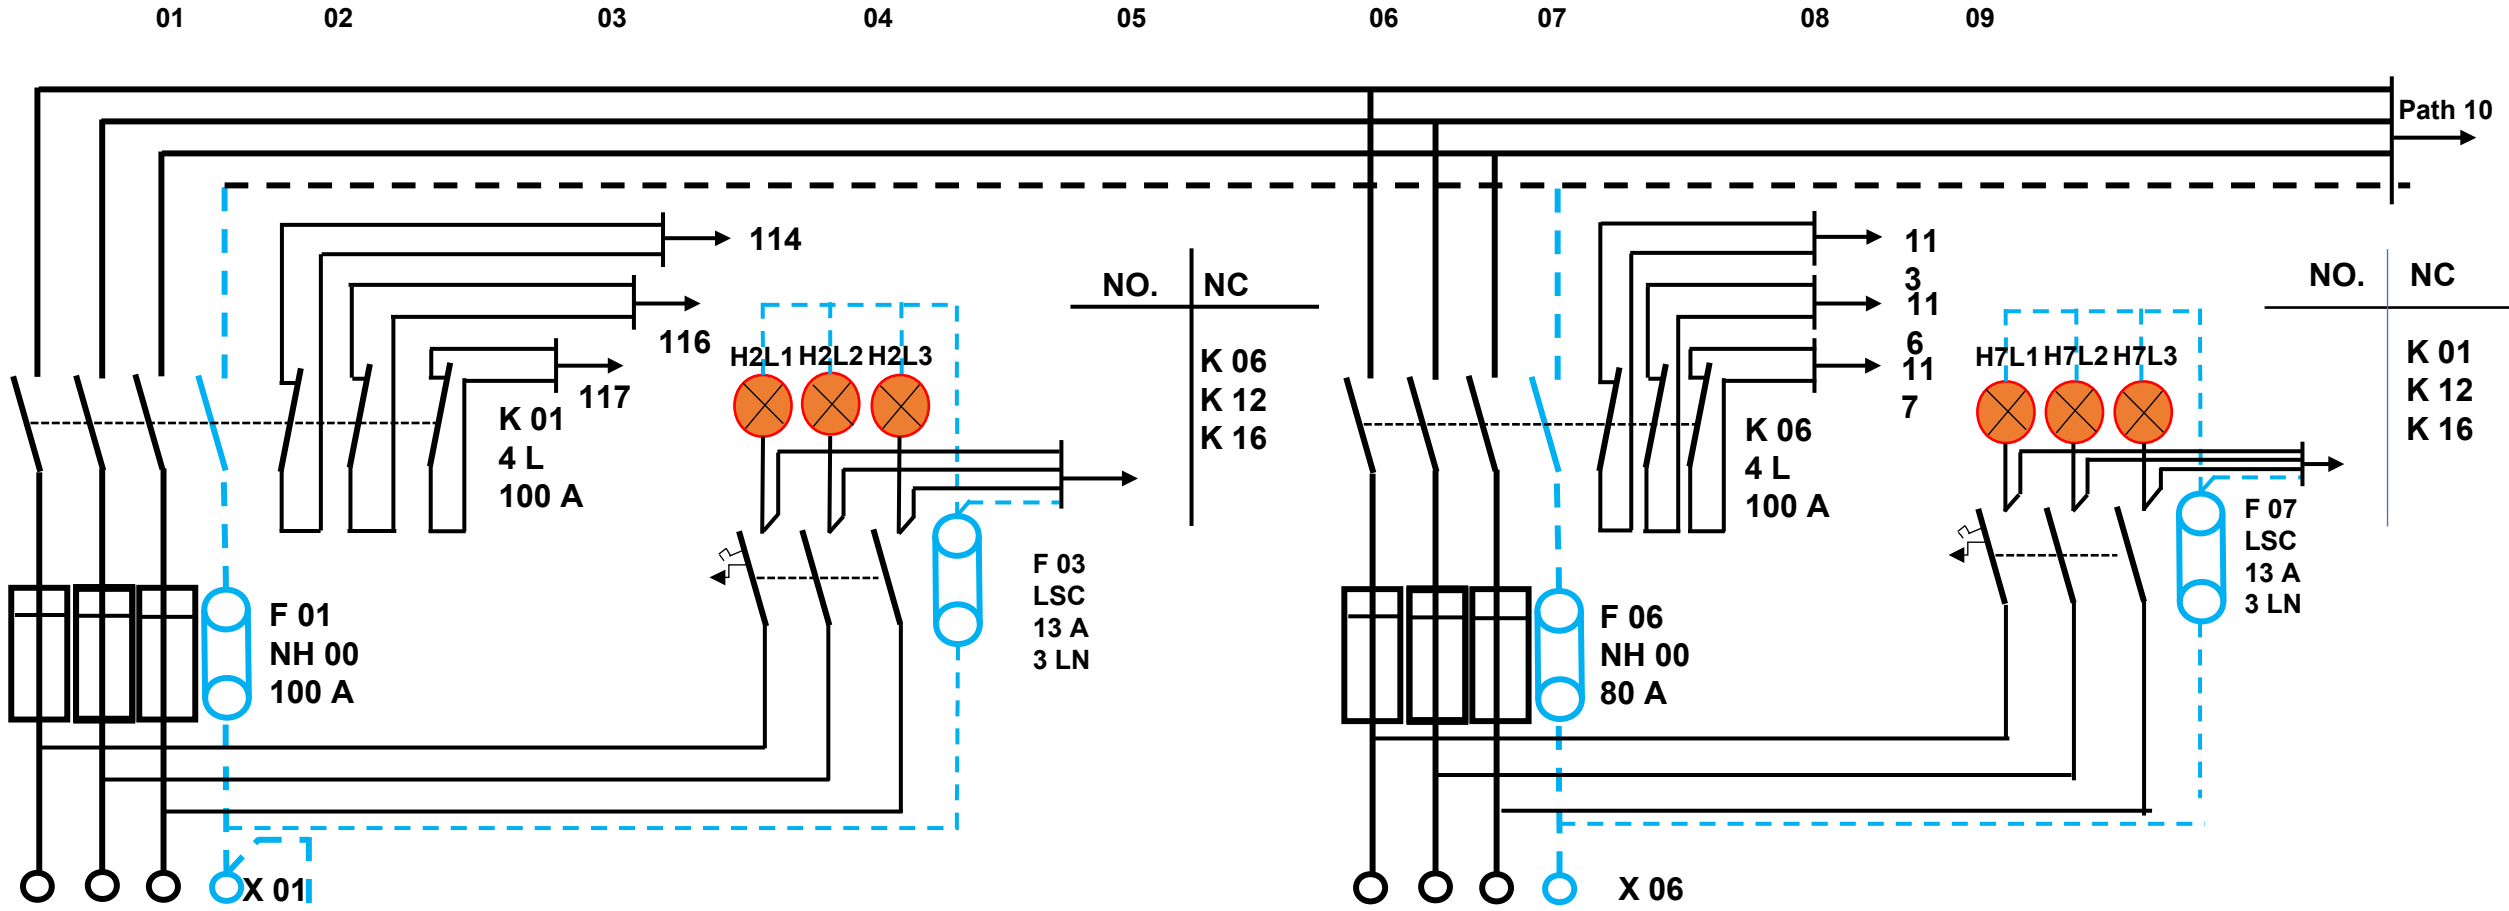 01 02 03 04 05 06 07 08 09
Path 10
114
116
117
H2L1 H2L2 H2L3
K 01
4 L
100 A
NO. NC
K 06
K 12
K 16
F 03
LSC
13 A
3 LN
F 01
NH 00
100 A
X 01
11
3
11
6
11
7
H7L1 H7L2 H7L3
K 06
4 L
100 A
NO. NC
K 01
K 12
K 16
F 07
LSC
13 A
3 LN
F 06
NH 00
80 A
X 06